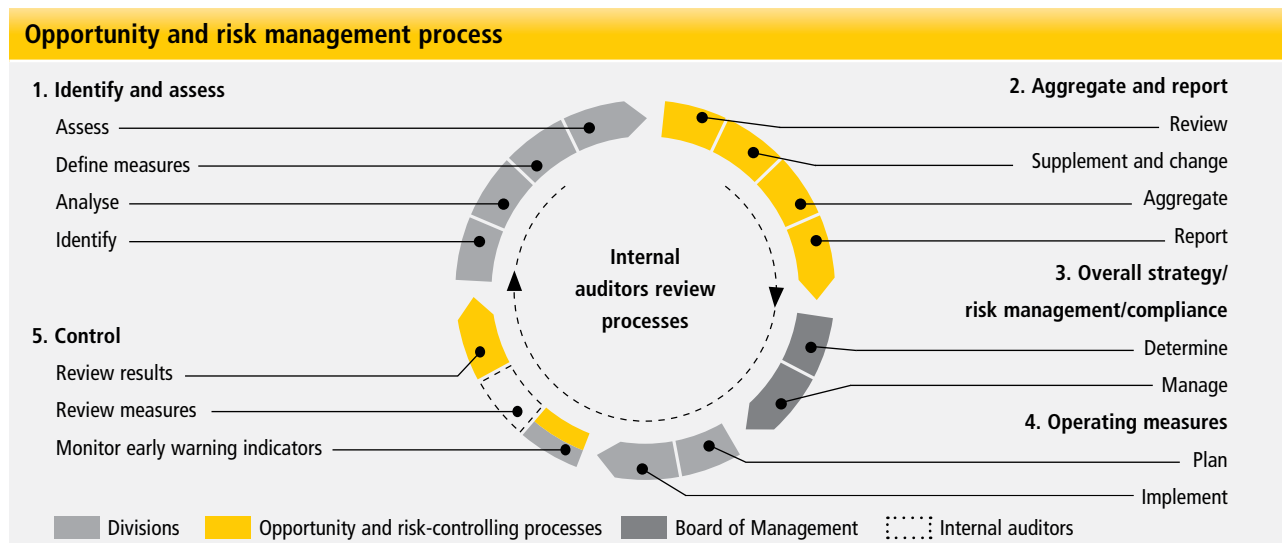 Opportunity and risk management process
1. Identify and assess
Assess
Define measures
Analyse
Identify
2. Aggregate and report
Review
Supplement and change
Aggregate
Report
3. Overall strategy/
risk management/compliance
Determine
Manage
4. Operating measures
Plan
Implement
5. Control
Review results
Review measures
Monitor early warning indicators
Internal
auditors review
processes
Divisions
Opportunity and risk-controlling processes
Board of Management
Internal auditors